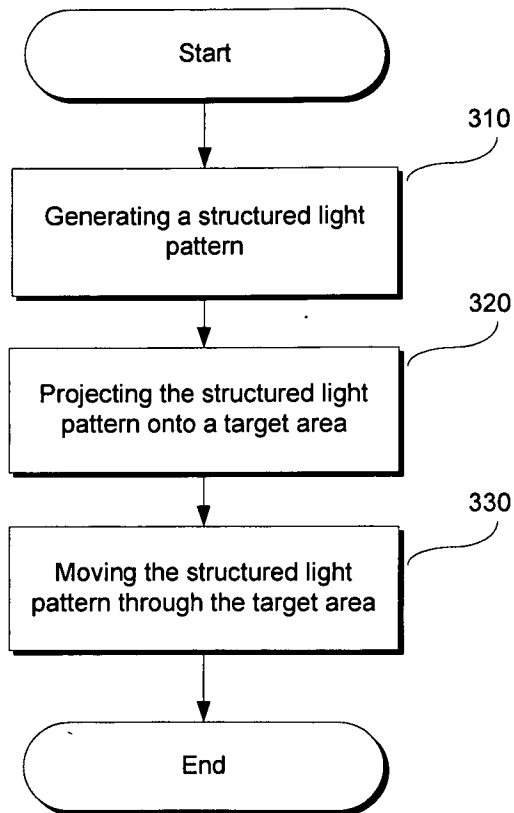 Start
310
Generating a structured light
pattern
320
Projecting the structured light
pattern onto a target area
330
Moving the structured light
pattern through the target area
End